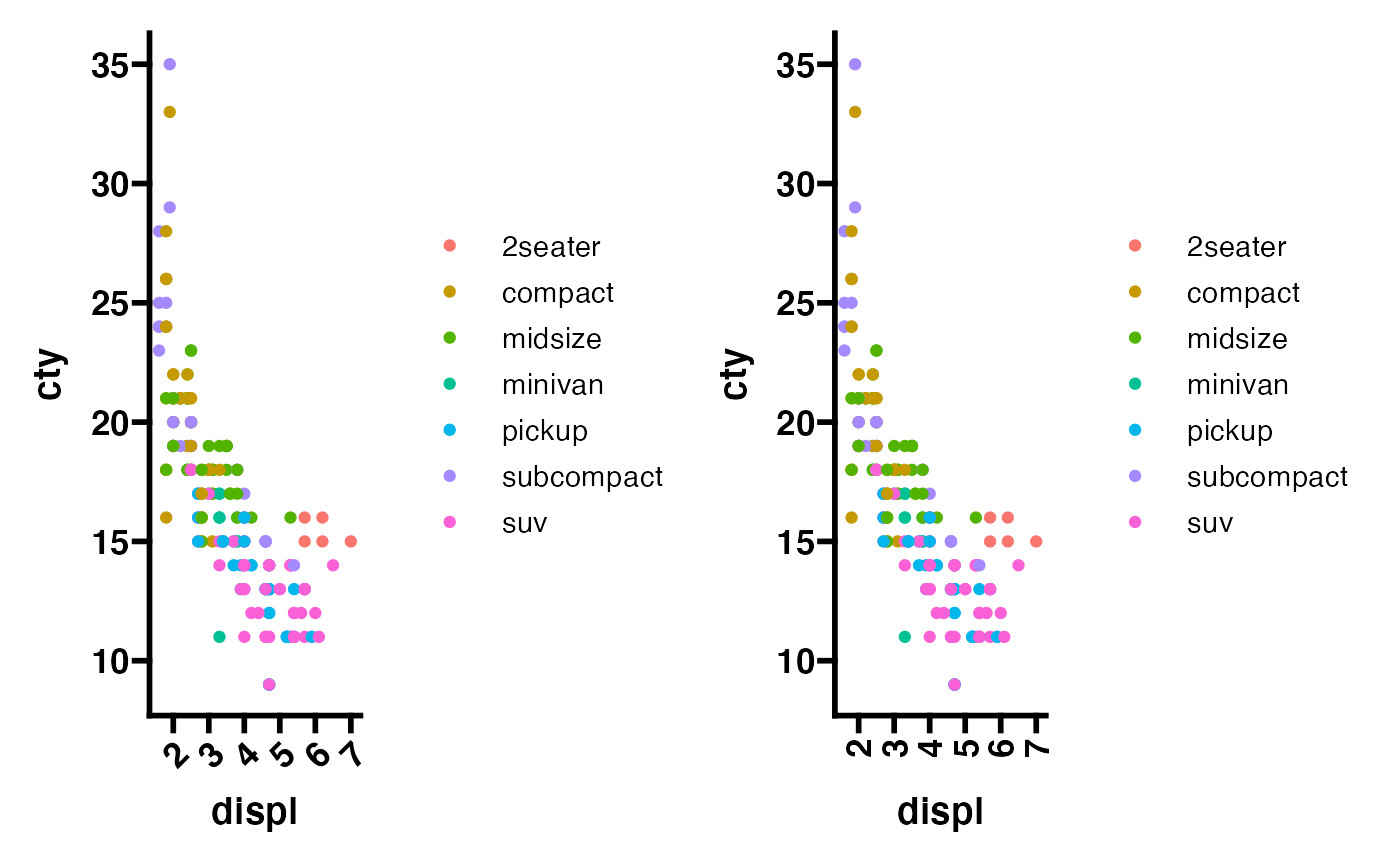 35
30
25
20
15
10
cty
2 3 4 5 6 7
displ
2seater
compact
midsize
minivan
pickup
subcompact
suv
35
30
25
20
15
10
cty
2 3 4 5 6 7
displ
2seater
compact
midsize
minivan
pickup
subcompact
suv